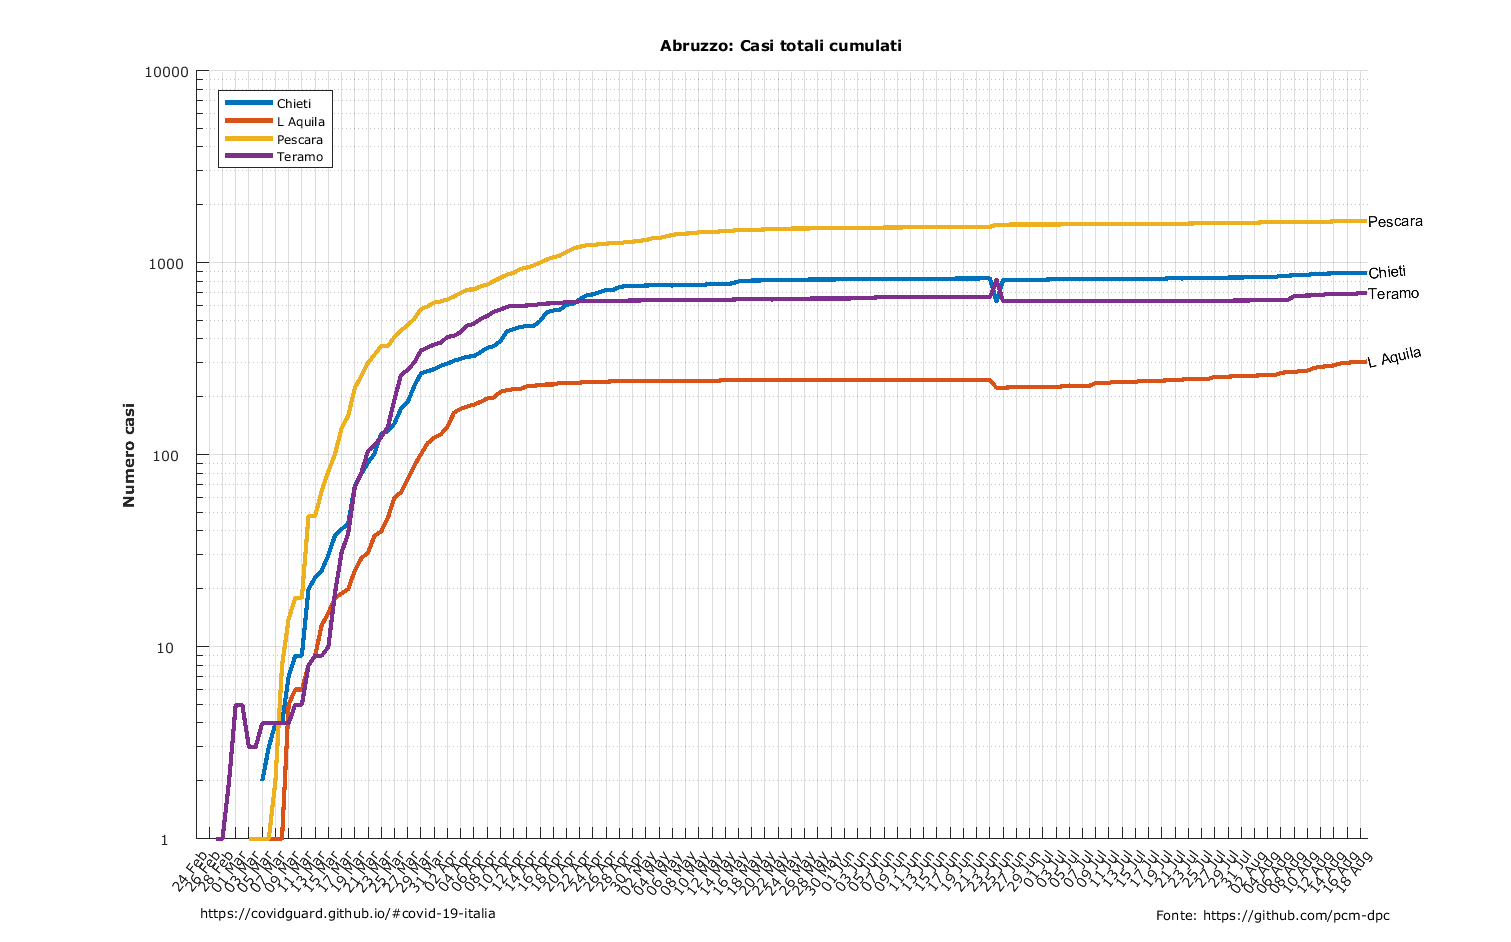 Abruzzo: Casi totali cumulati
10000
1000
100
10
1
Numero casi
Chieti
L Aquila
Pescara
Teramo
Pescara
Chieti
Teramo
L Aquila
24 Feb
26 Feb
28 Feb
01 Mar
03 Mar
05 Mar
07 Mar
09 Mar
11 Mar
13 Mar
15 Mar
17 Mar
19 Mar
21 Mar
23 Mar
25 Mar
27 Mar
29 Mar
31 Mar
02 Apr
04 Apr
06 Apr
08 Apr
10 Apr
12 Apr
14 Apr
16 Apr
18 Apr
20 Apr
22 Apr
24 Apr
26 Apr
28 Apr
30 Apr
02 May
04 May
06 May
08 May
10 May
12 May
14 May
16 May
18 May
20 May
22 May
24 May
26 May
28 May
30 May
01 Jun
03 Jun
05 Jun
07 Jun
09 Jun
11 Jun
13 Jun
15 Jun
17 Jun
19 Jun
21 Jun
23 Jun
25 Jun
27 Jun
29 Jun
01 Jul
03 Jul
05 Jul
07 Jul
09 Jul
11 Jul
13 Jul
15 Jul
17 Jul
19 Jul
21 Jul
23 Jul
25 Jul
27 Jul
29 Jul
31 Jul
02 Aug
04 Aug
06 Aug
08 Aug
10 Aug
12 Aug
14 Aug
16 Aug
18 Aug
https://covidguard.github.io/#covid-19-italia
Fonte: https://github.com/pcm-dpc